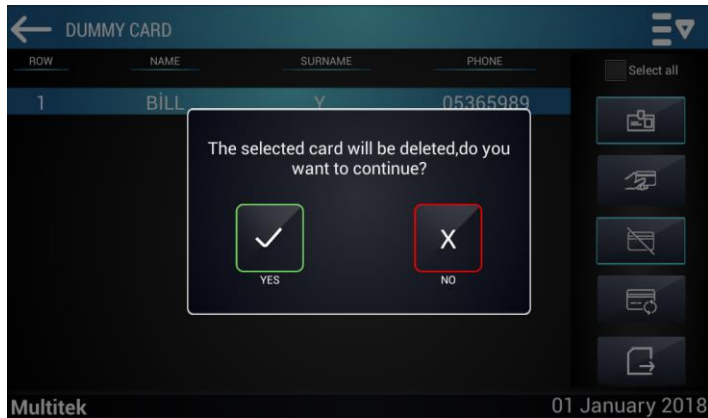 DUMMY CARD
ROW NAME SURNAME PHONE Select all
1 BİLL Y 05365989
The selected card will be deleted,do you
want to continue?
X
YES NO
Multitek 01 January 2018